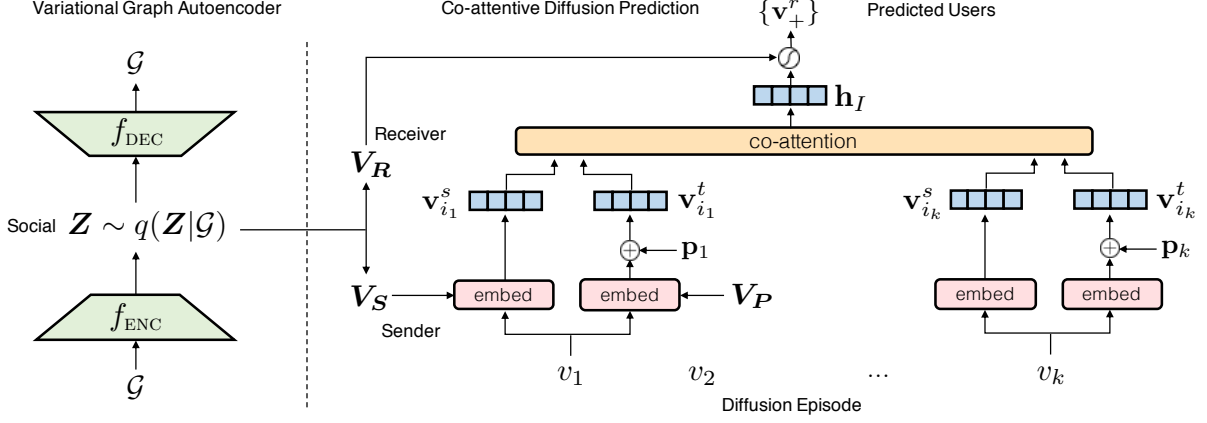 Variational Graph Autoencoder
Co-attentive Diffusion Prediction
{v₊ʳ}
Predicted Users
𝒢
f_DEC
h_I
co-attention
Receiver
V_R
Social Z ∼ q(Z|𝒢)
v^s_{i_1}
v^t_{i_1}
v^s_{i_k}
v^t_{i_k}
+ p_1
+ p_k
V_S
embed
embed
V_P
embed
embed
Sender
f_ENC
𝒢
v_1
v_2
...
v_k
Diffusion Episode